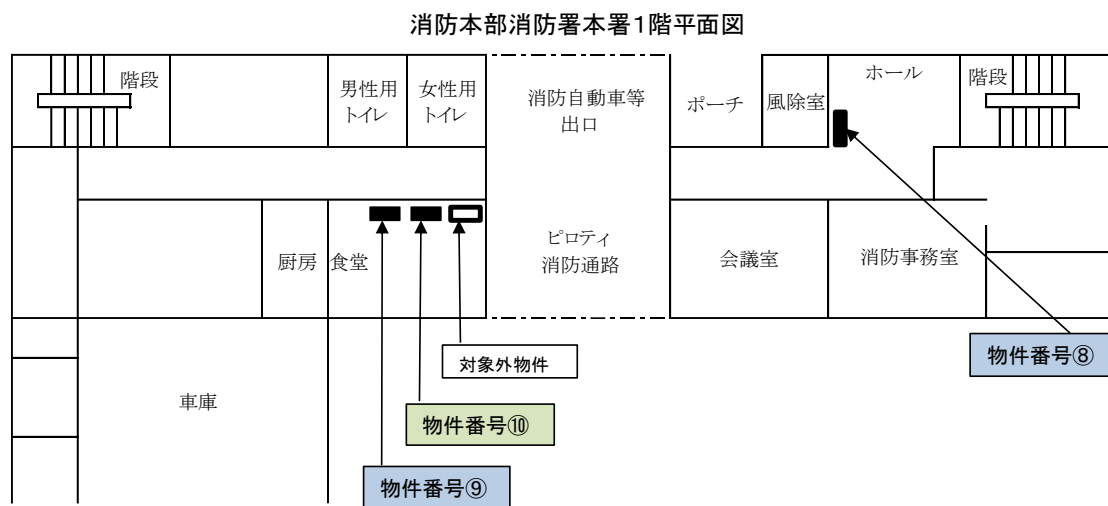 消防本部消防署本署1階平面図
階段
男性用
トイレ
女性用
トイレ
消防自動車等
出口
ポーチ
風除室
ホール
階段
厨房
食堂
ピロティ
消防通路
会議室
消防事務室
対象外物件
物件番号⑧
車庫
物件番号⑩
物件番号⑨